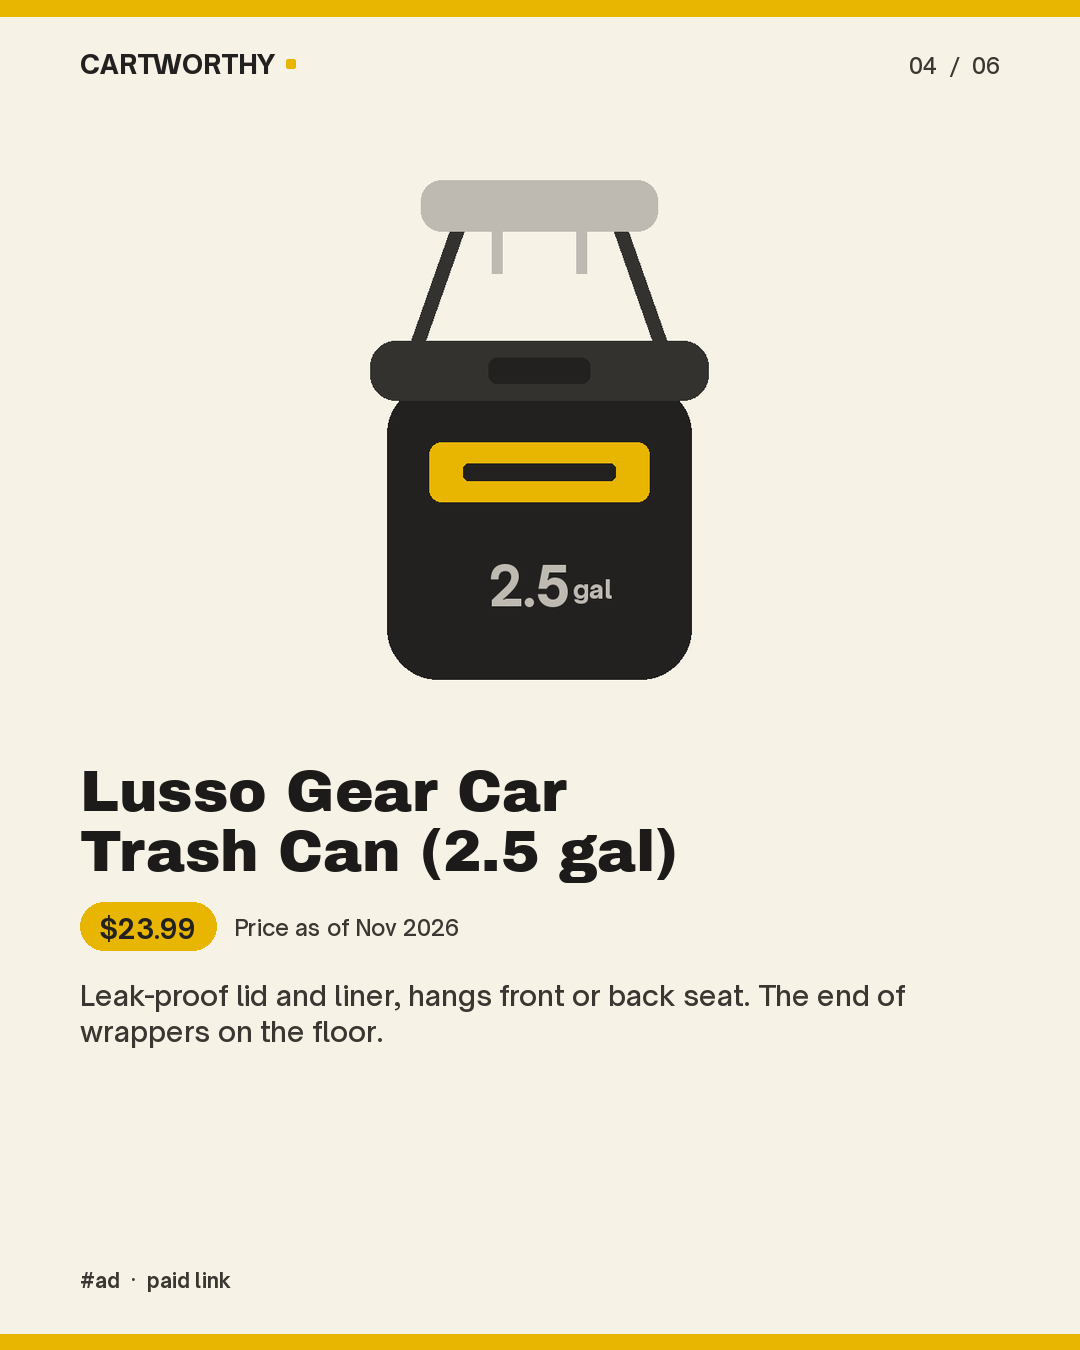 CARTWORTHY
04 / 06
2.5 gal
Lusso Gear Car
Trash Can (2.5 gal)
$23.99 Price as of Nov 2026
Leak-proof lid and liner, hangs front or back seat. The end of
wrappers on the floor.
#ad · paid link